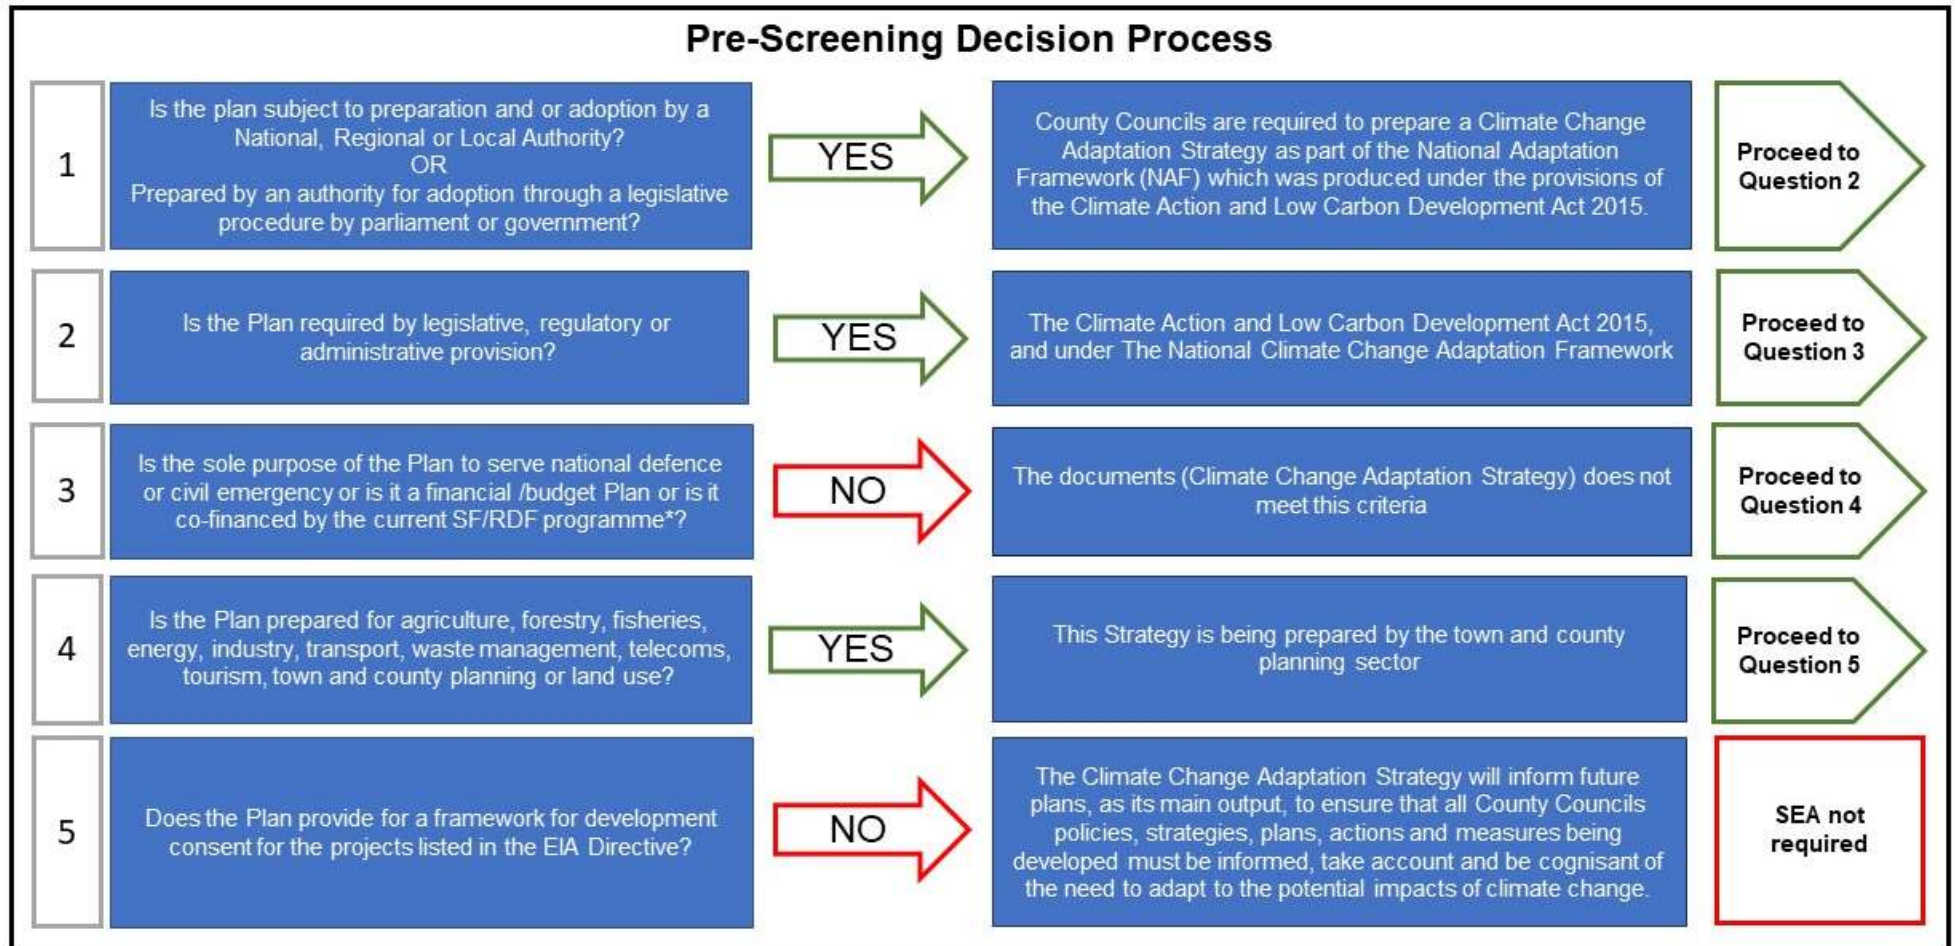 Pre-Screening Decision Process
1
Is the plan subject to preparation and or adoption by a
National, Regional or Local Authority?
OR
Prepared by an authority for adoption through a legislative
procedure by parliament or government?
YES
County Councils are required to prepare a Climate Change
Adaptation Strategy as part of the National Adaptation
Framework (NAF) which was produced under the provisions of
the Climate Action and Low Carbon Development Act 2015.
Proceed to
Question 2
2
Is the Plan required by legislative, regulatory or
administrative provision?
YES
The Climate Action and Low Carbon Development Act 2015,
and under The National Climate Change Adaptation Framework
Proceed to
Question 3
3
Is the sole purpose of the Plan to serve national defence
or civil emergency or is it a financial /budget Plan or is it
co-financed by the current SF/RDF programme*?
NO
The documents (Climate Change Adaptation Strategy) does not
meet this criteria
Proceed to
Question 4
4
Is the Plan prepared for agriculture, forestry, fisheries,
energy, industry, transport, waste management, telecoms,
tourism, town and county planning or land use?
YES
This Strategy is being prepared by the town and county
planning sector
Proceed to
Question 5
5
Does the Plan provide for a framework for development
consent for the projects listed in the EIA Directive?
NO
The Climate Change Adaptation Strategy will inform future
plans, as its main output, to ensure that all County Councils
policies, strategies, plans, actions and measures being
developed must be informed, take account and be cognisant of
the need to adapt to the potential impacts of climate change.
SEA not
required